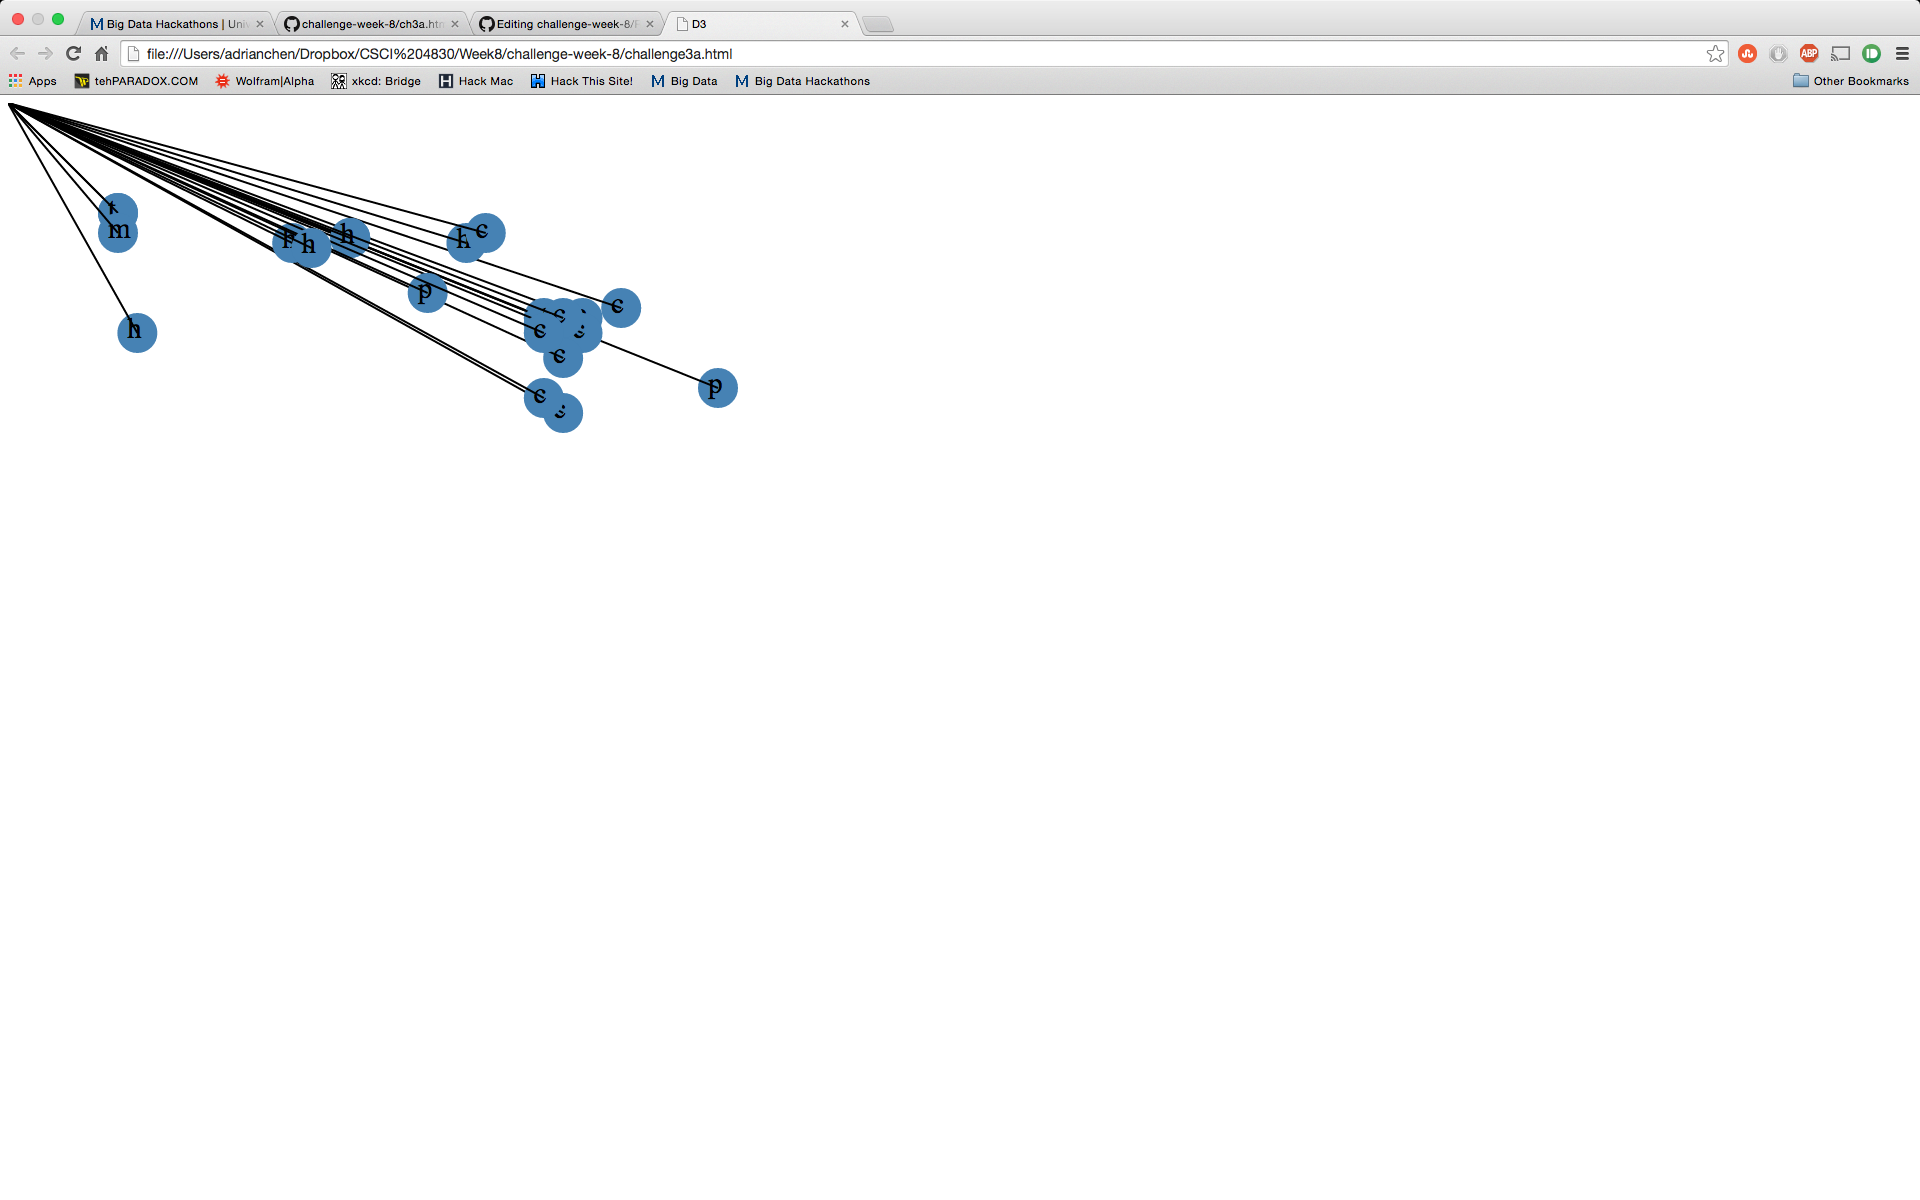 Big Data Hackathons | Uni
challenge-week-8/ch3a.htm
Editing challenge-week-8/
D3
file:///Users/adrianchen/Dropbox/CSCI%204830/Week8/challenge-week-8/challenge3a.html
ABP
Apps
tehPARADOX.COM
Wolfram|Alpha
xkcd: Bridge
Hack Mac
Hack This Site!
Big Data
Big Data Hackathons
Other Bookmarks
t
m
h
h
h
c
h
p
c
c
c
c
p
c